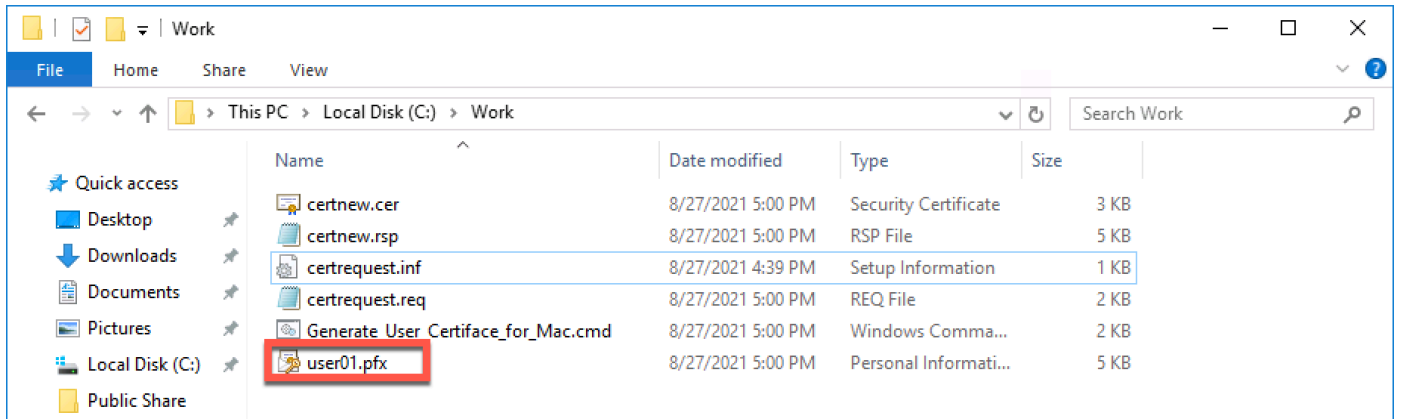 Work
File Home Share View
This PC > Local Disk (C:) > Work
Search Work
Name Date modified Type Size
Quick access
Desktop
Downloads
Documents
Pictures
Local Disk (C:)
Public Share
certnew.cer 8/27/2021 5:00 PM Security Certificate 3 KB
certnew.rsp 8/27/2021 5:00 PM RSP File 5 KB
certrequest.inf 8/27/2021 4:39 PM Setup Information 1 KB
certrequest.req 8/27/2021 5:00 PM REQ File 2 KB
Generate_User_Certiface_for_Mac.cmd 8/27/2021 5:00 PM Windows Comma... 2 KB
user01.pfx 8/27/2021 5:00 PM Personal Informati... 5 KB